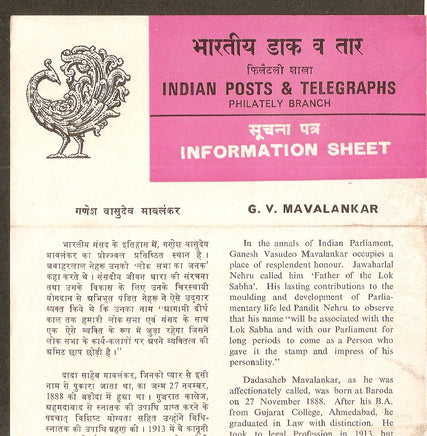 भारतीय डाक व तार
फिलैटली शाखा
INDIAN POSTS & TELEGRAPHS
PHILATELY BRANCH
सूचना पत्र
INFORMATION SHEET
गणेश वासुदेव मावलंकर
भारतीय संसद के इतिहास में, गणेश वासुदेव
मावलंकर का प्रोज्ज्वल प्रतिष्ठित स्थान है ।
जवाहरलाल नेहरू उनको 'लोक सभा का जनक'
कहा करते थे । संसदीय जीवन धारा की संरचना
तथा उसके विकास के लिए उनके चिरस्थायी
योगदान से अभिभूत पंडित नेहरू ने ऐसे उद्गार
व्यक्त किये थे कि उनका नाम "आगामी दीर्घ
काल तक हमारी लोक सभा एवं संसद के साथ
एक ऐसे व्यक्ति के रूप में जुड़ा रहेगा जिसने
लोक सभा के कार्य-कलापों पर अपने व्यक्तित्व की
अमिट छाप छोड़ी है ।"
दादा साहेब मावलंकर, जिनको प्यार से इसी
नाम से पुकारा जाता था, का जन्म 27 नवम्बर,
1888 को बड़ोदा में हुआ था । गुजरात कालेज,
अहमदाबाद से स्नातक की उपाधि प्राप्त करने के
पश्चात् विशिष्ट योग्यता सहित उन्होंने विधि-
स्नातक की उपाधि ग्रहण की । 1913 में वे कानूनी
G. V. MAVALANKAR
In the annals of Indian Parliament,
Ganesh Vasudeo Mavalankar occupies a
place of resplendent honour. Jawaharlal
Nehru called him 'Father of the Lok
Sabha'. His lasting contributions to the
moulding and development of Parlia-
mentary life led Pandit Nehru to observe
that his name "will be associated with the
Lok Sabha and with our Parliament for
long periods to come as a Person who
gave it the stamp and impress of his
personality."
Dadasaheb Mavalankar, as he was
affectionately called, was born at Baroda
on 27 November 1888. After his B.A.
from Gujarat College, Ahmedabad, he
graduated in Law with distinction. He
took to legal Profession in 1913, but